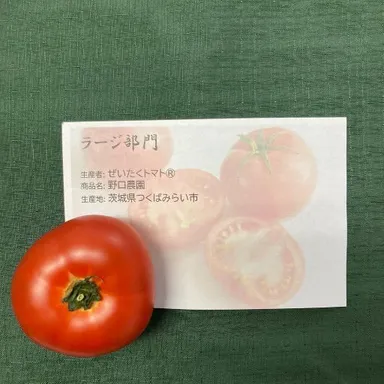 ラージ部門
生産者: ぜいたくトマト®
商品名: 野口農園
生産地: 茨城県つくばみらい市